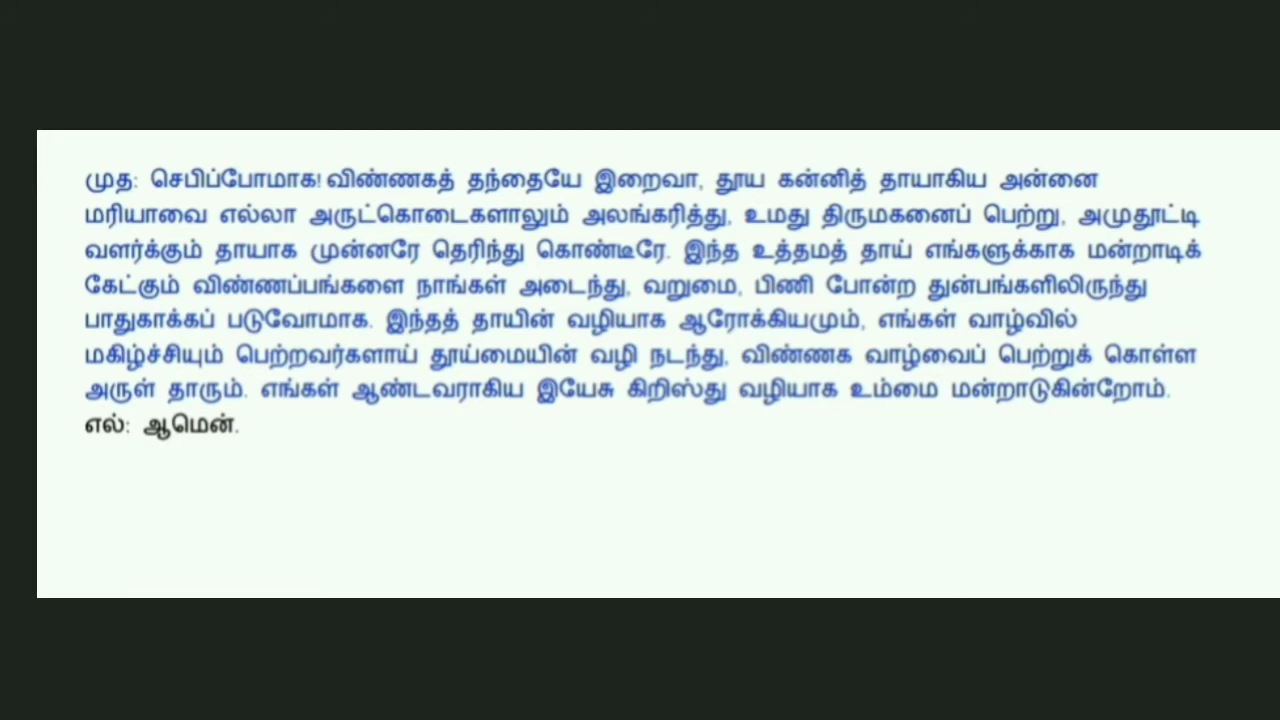 முத: செபிப்போமாக! விண்ணகத் தந்தையே இறைவா, தூய கன்னித் தாயாகிய அன்னை
மரியாவை எல்லா அருட்கொடைகளாலும் அலங்கரித்து, உமது திருமகனைப் பெற்று, அமுதூட்டி
வளர்க்கும் தாயாக முன்னரே தெரிந்து கொண்டீரே. இந்த உத்தமத் தாய் எங்களுக்காக மன்றாடிக்
கேட்கும் விண்ணப்பங்களை நாங்கள் அடைந்து, வறுமை, பிணி போன்ற துன்பங்களிலிருந்து
பாதுகாக்கப் படுவோமாக. இந்தத் தாயின் வழியாக ஆரோக்கியமும், எங்கள் வாழ்வில்
மகிழ்ச்சியும் பெற்றவர்களாய் தூய்மையின் வழி நடந்து, விண்ணக வாழ்வைப் பெற்றுக் கொள்ள
அருள் தாரும். எங்கள் ஆண்டவராகிய இயேசு கிறிஸ்து வழியாக உம்மை மன்றாடுகின்றோம்.
எல்: ஆமென்.